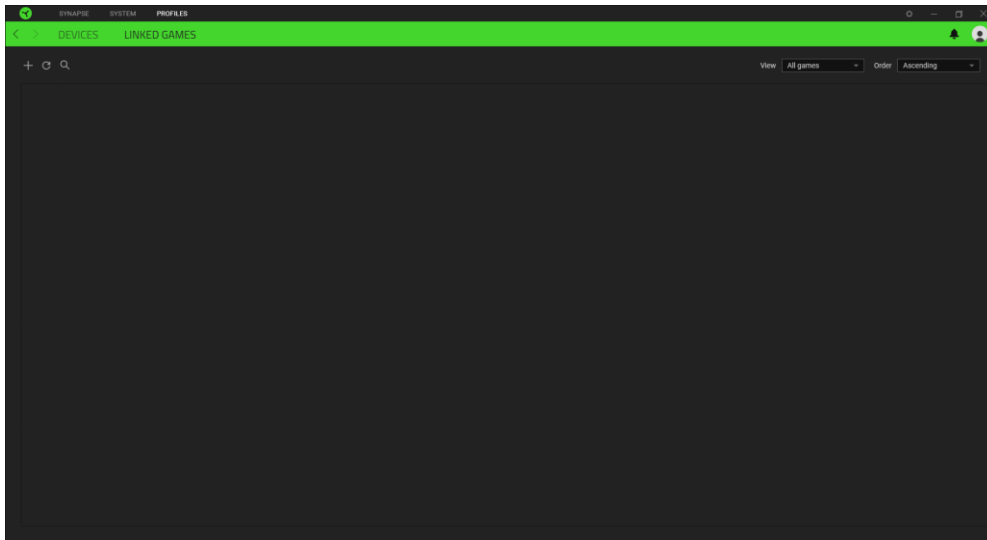 SYNAPSE SYSTEM PROFILES
DEVICES LINKED GAMES
View All games Order Ascending